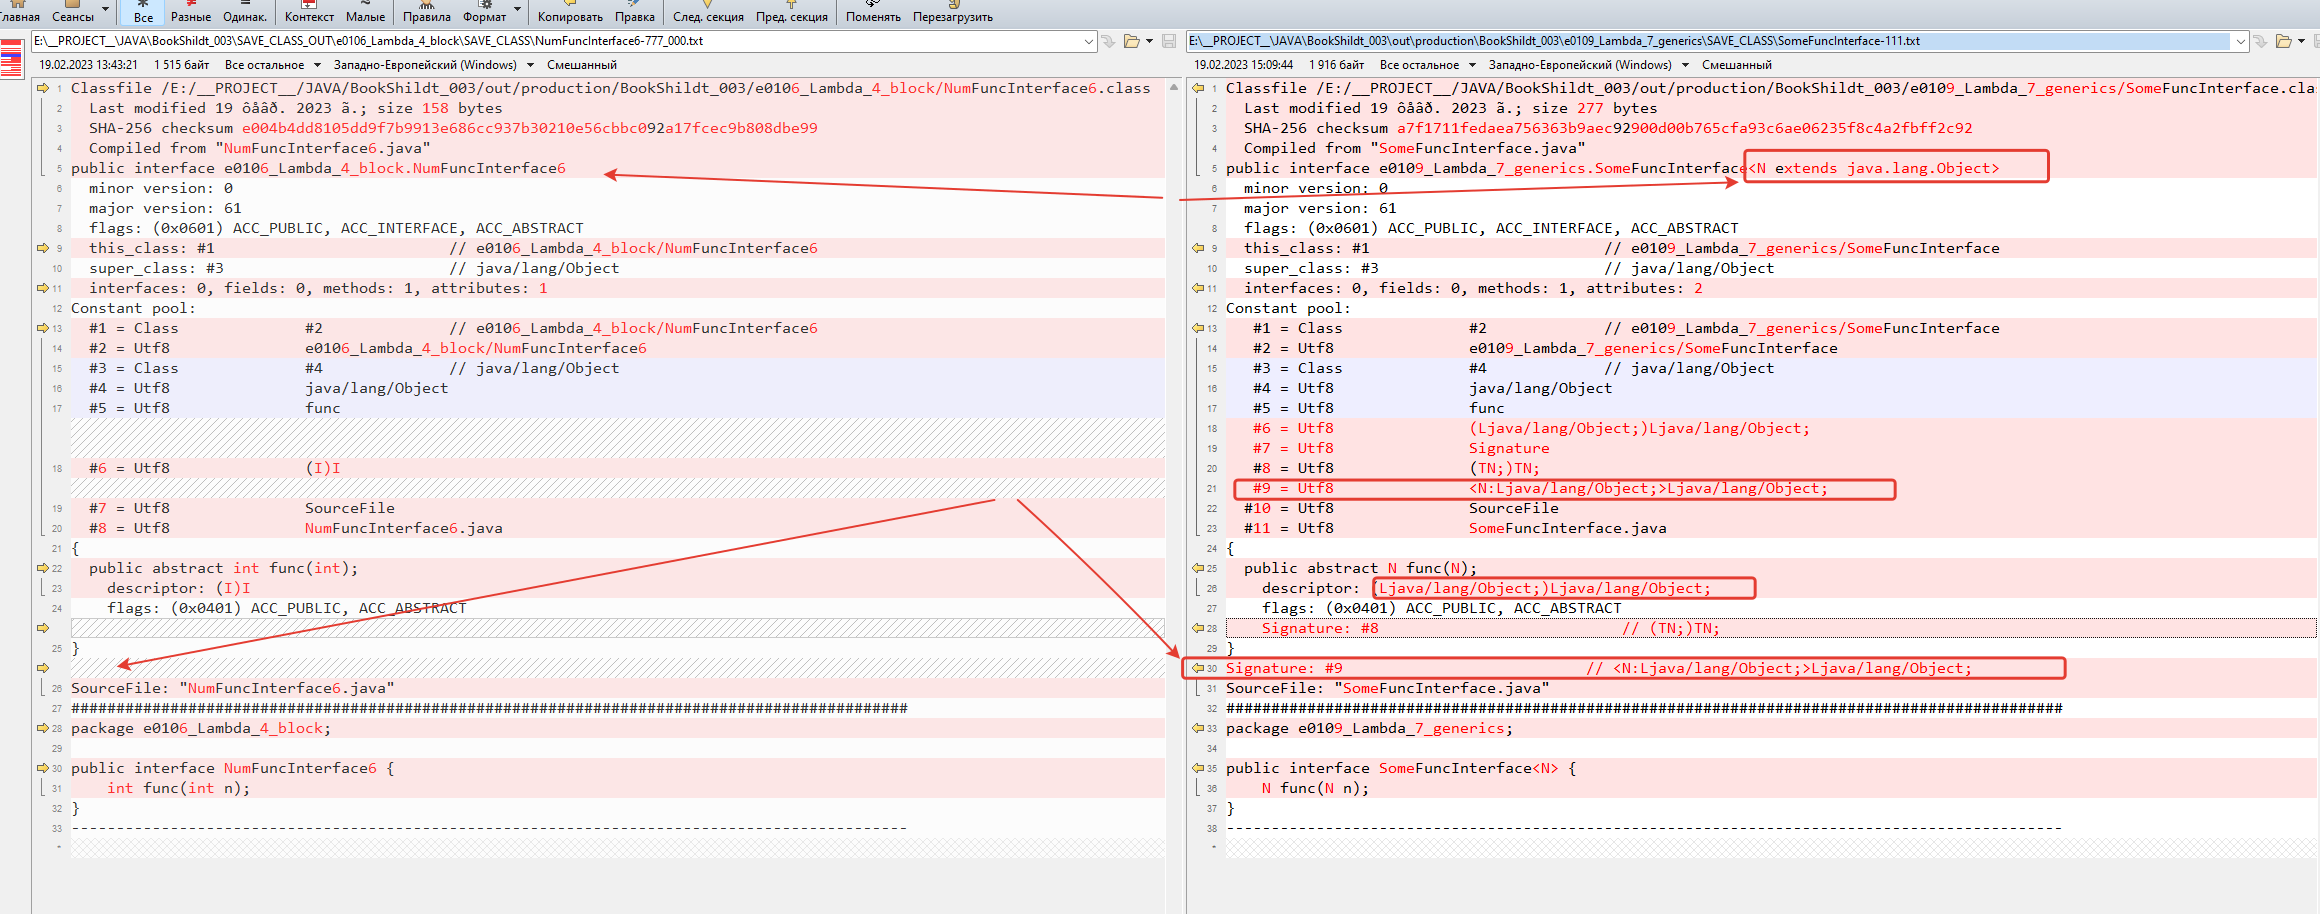 Главная Сеансы Все Разные Одинак. Контекст Малые Правила Формат Копировать Правка След. секция Пред. секция Поменять Перезагрузить
E:\__PROJECT__\JAVA\BookShildt_003\SAVE_CLASS_OUT\e0106_Lambda_4_block\SAVE_CLASS\NumFuncInterface6-777_000.txt
19.02.2023 13:43:21 1 515 байт Все остальное Западно-Европейский (Windows) Смешанный
1 Classfile /E:/__PROJECT__/JAVA/BookShildt_003/out/production/BookShildt_003/e0106_Lambda_4_block/NumFuncInterface6.class
2 Last modified 19 ôåâð. 2023 ã.; size 158 bytes
3 SHA-256 checksum e004b4dd8105dd9f7b9913e686cc937b30210e56cbbc092a17fcec9b808dbe99
4 Compiled from "NumFuncInterface6.java"
5 public interface e0106_Lambda_4_block.NumFuncInterface6
6 minor version: 0
7 major version: 61
8 flags: (0x0601) ACC_PUBLIC, ACC_INTERFACE, ACC_ABSTRACT
9 this_class: #1 // e0106_Lambda_4_block/NumFuncInterface6
10 super_class: #3 // java/lang/Object
11 interfaces: 0, fields: 0, methods: 1, attributes: 1
12 Constant pool:
13 #1 = Class #2 // e0106_Lambda_4_block/NumFuncInterface6
14 #2 = Utf8 e0106_Lambda_4_block/NumFuncInterface6
15 #3 = Class #4 // java/lang/Object
16 #4 = Utf8 java/lang/Object
17 #5 = Utf8 func
18 #6 = Utf8 (I)I
19 #7 = Utf8 SourceFile
20 #8 = Utf8 NumFuncInterface6.java
21 {
22 public abstract int func(int);
23 descriptor: (I)I
24 flags: (0x0401) ACC_PUBLIC, ACC_ABSTRACT
25 }
26 SourceFile: "NumFuncInterface6.java"
27 #############################################################################################
28 package e0106_Lambda_4_block;
29
30 public interface NumFuncInterface6 {
31 int func(int n);
32 }
33 ---------------------------------------------------------------------------------------------
E:\__PROJECT__\JAVA\BookShildt_003\out\production\BookShildt_003\e0109_Lambda_7_generics\SAVE_CLASS\SomeFuncInterface-111.txt
19.02.2023 15:09:44 1 916 байт Все остальное Западно-Европейский (Windows) Смешанный
1 Classfile /E:/__PROJECT__/JAVA/BookShildt_003/out/production/BookShildt_003/e0109_Lambda_7_generics/SomeFuncInterface.clas
2 Last modified 19 ôåâð. 2023 ã.; size 277 bytes
3 SHA-256 checksum a7f1711fedaea756363b9aec92900d00b765cfa93c6ae06235f8c4a2fbff2c92
4 Compiled from "SomeFuncInterface.java"
5 public interface e0109_Lambda_7_generics.SomeFuncInterface<N extends java.lang.Object>
6 minor version: 0
7 major version: 61
8 flags: (0x0601) ACC_PUBLIC, ACC_INTERFACE, ACC_ABSTRACT
9 this_class: #1 // e0109_Lambda_7_generics/SomeFuncInterface
10 super_class: #3 // java/lang/Object
11 interfaces: 0, fields: 0, methods: 1, attributes: 2
12 Constant pool:
13 #1 = Class #2 // e0109_Lambda_7_generics/SomeFuncInterface
14 #2 = Utf8 e0109_Lambda_7_generics/SomeFuncInterface
15 #3 = Class #4 // java/lang/Object
16 #4 = Utf8 java/lang/Object
17 #5 = Utf8 func
18 #6 = Utf8 (Ljava/lang/Object;)Ljava/lang/Object;
19 #7 = Utf8 Signature
20 #8 = Utf8 (TN;)TN;
21 #9 = Utf8 <N:Ljava/lang/Object;>Ljava/lang/Object;
22 #10 = Utf8 SourceFile
23 #11 = Utf8 SomeFuncInterface.java
24 {
25 public abstract N func(N);
26 descriptor: (Ljava/lang/Object;)Ljava/lang/Object;
27 flags: (0x0401) ACC_PUBLIC, ACC_ABSTRACT
28 Signature: #8 // (TN;)TN;
29 }
30 Signature: #9 // <N:Ljava/lang/Object;>Ljava/lang/Object;
31 SourceFile: "SomeFuncInterface.java"
32 #############################################################################################
33 package e0109_Lambda_7_generics;
34
35 public interface SomeFuncInterface<N> {
36 N func(N n);
37 }
38 ---------------------------------------------------------------------------------------------